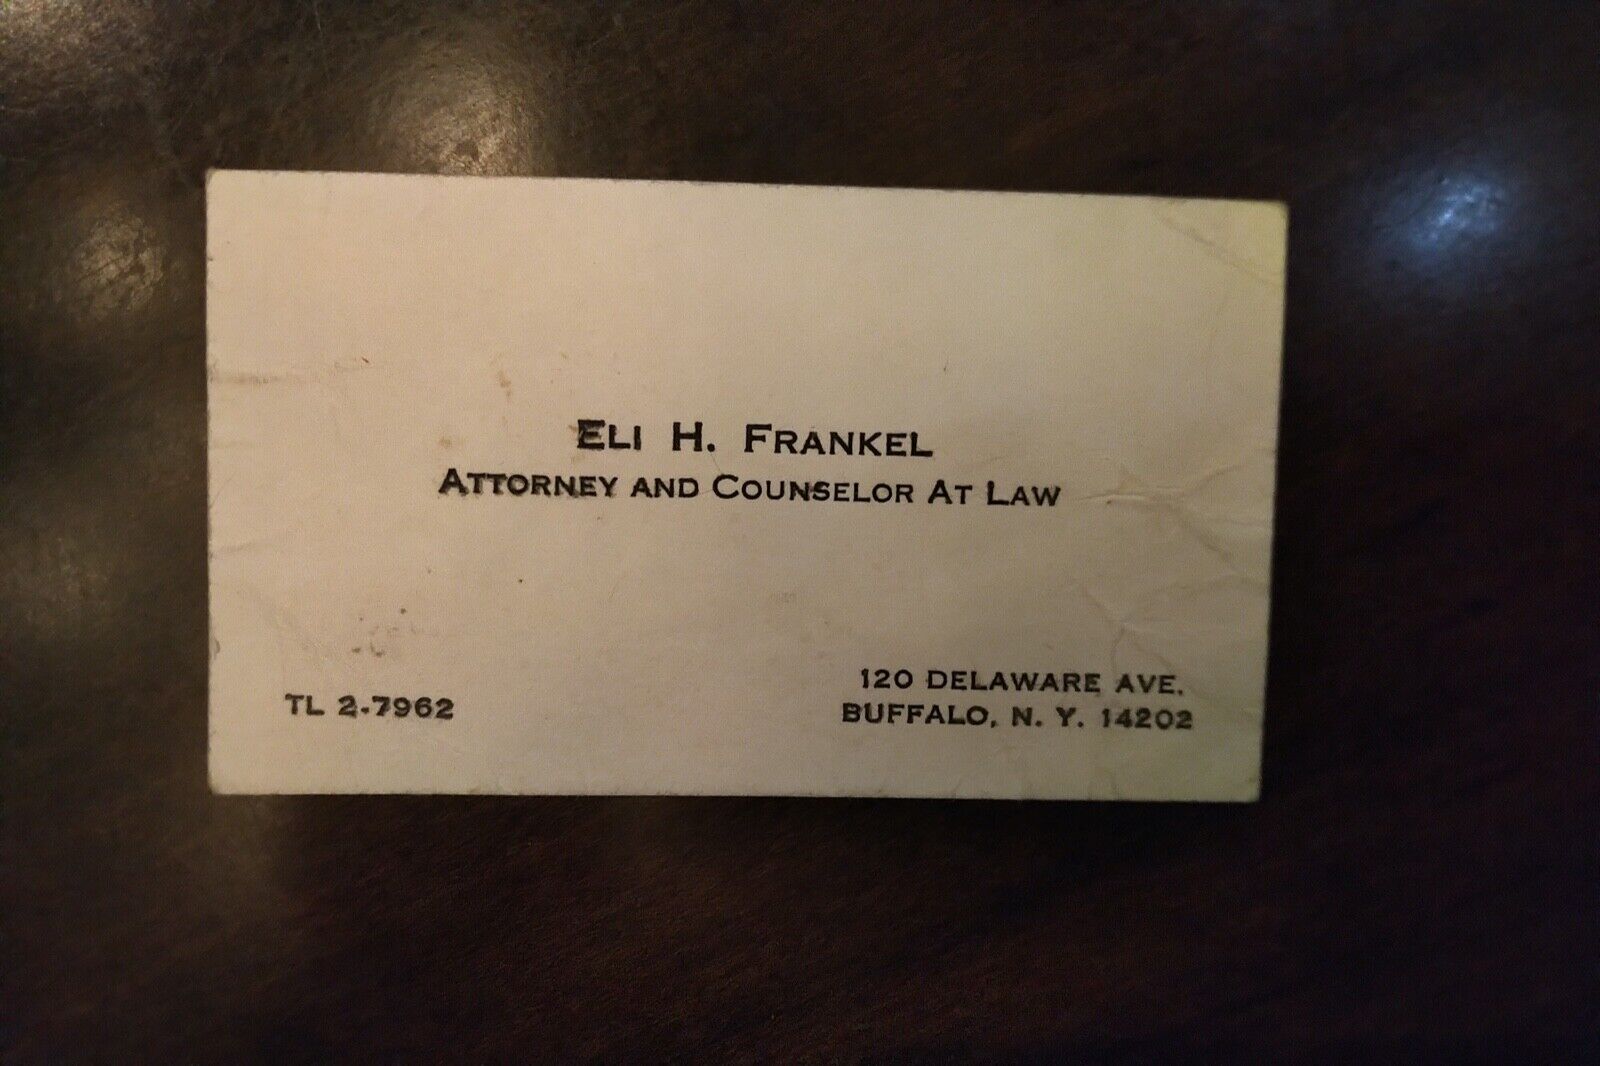 ELI H. FRANKEL
ATTORNEY AND COUNSELOR AT LAW
TL 2-7962
120 DELAWARE AVE.
BUFFALO, N. Y. 14202